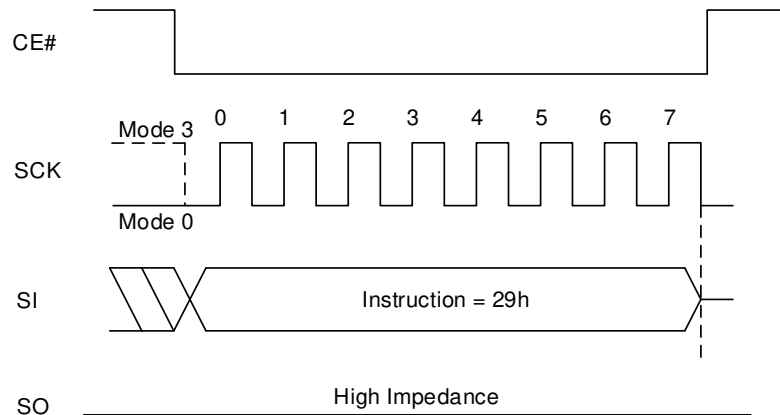 CE#
Mode 3
0 1 2 3 4 5 6 7
SCK
Mode 0
SI
Instruction = 29h
SO
High Impedance